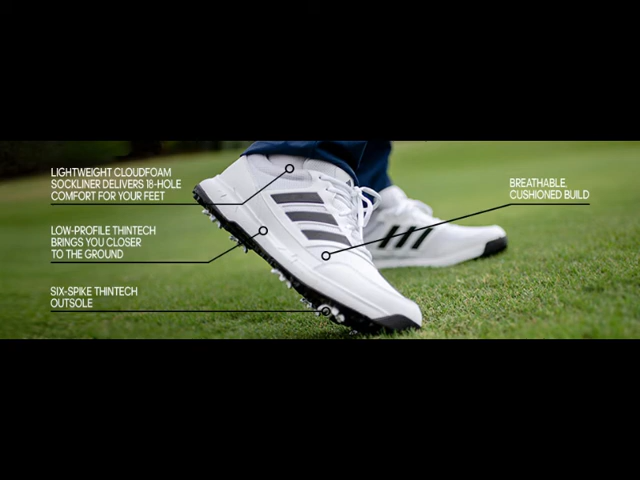 LIGHTWEIGHT CLOUDFOAM
SOCKLINER DELIVERS 18-HOLE
COMFORT FOR YOUR FEET
LOW-PROFILE THINTECH
BRINGS YOU CLOSER
TO THE GROUND
SIX-SPIKE THINTECH
OUTSOLE
BREATHABLE,
CUSHIONED BUILD